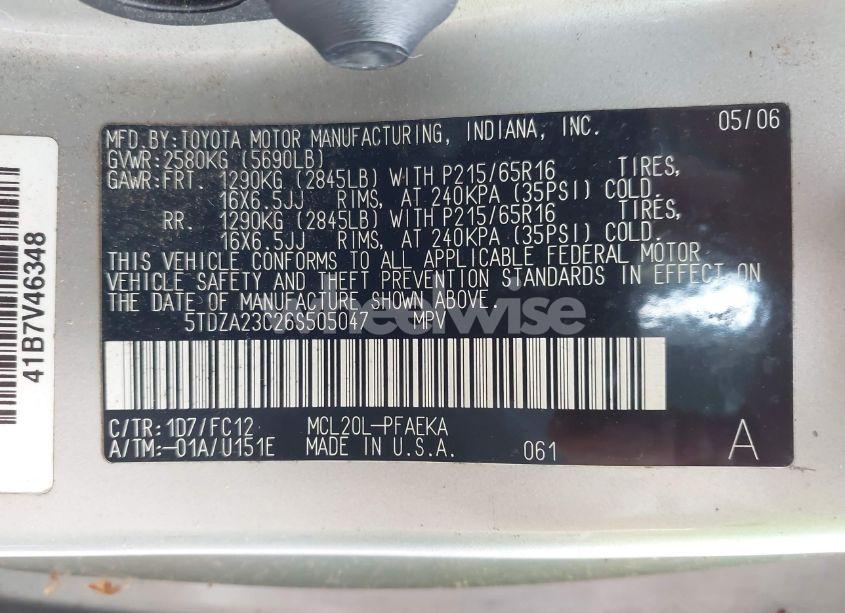 MFD.BY:TOYOTA MOTOR MANUFACTURING, INDIANA, INC. 05/06
GVWR:2580KG (5690LB)
GAWR:FRT. 1290KG (2845LB) WITH P215/65R16 TIRES,
16X6.5JJ RIMS, AT 240KPA (35PSI) COLD.
RR. 1290KG (2845LB) WITH P215/65R16 TIRES,
16X6.5JJ RIMS, AT 240KPA (35PSI) COLD.
THIS VEHICLE CONFORMS TO ALL APPLICABLE FEDERAL MOTOR
VEHICLE SAFETY AND THEFT PREVENTION STANDARDS IN EFFECT ON
THE DATE OF MANUFACTURE SHOWN ABOVE.
5TDZA23C26S505047 MPV
C/TR: 1D7/FC12 MCL20L-PFAEKA
A/TM:-01A/U151E MADE IN U.S.A. 061 A
41B7V46348